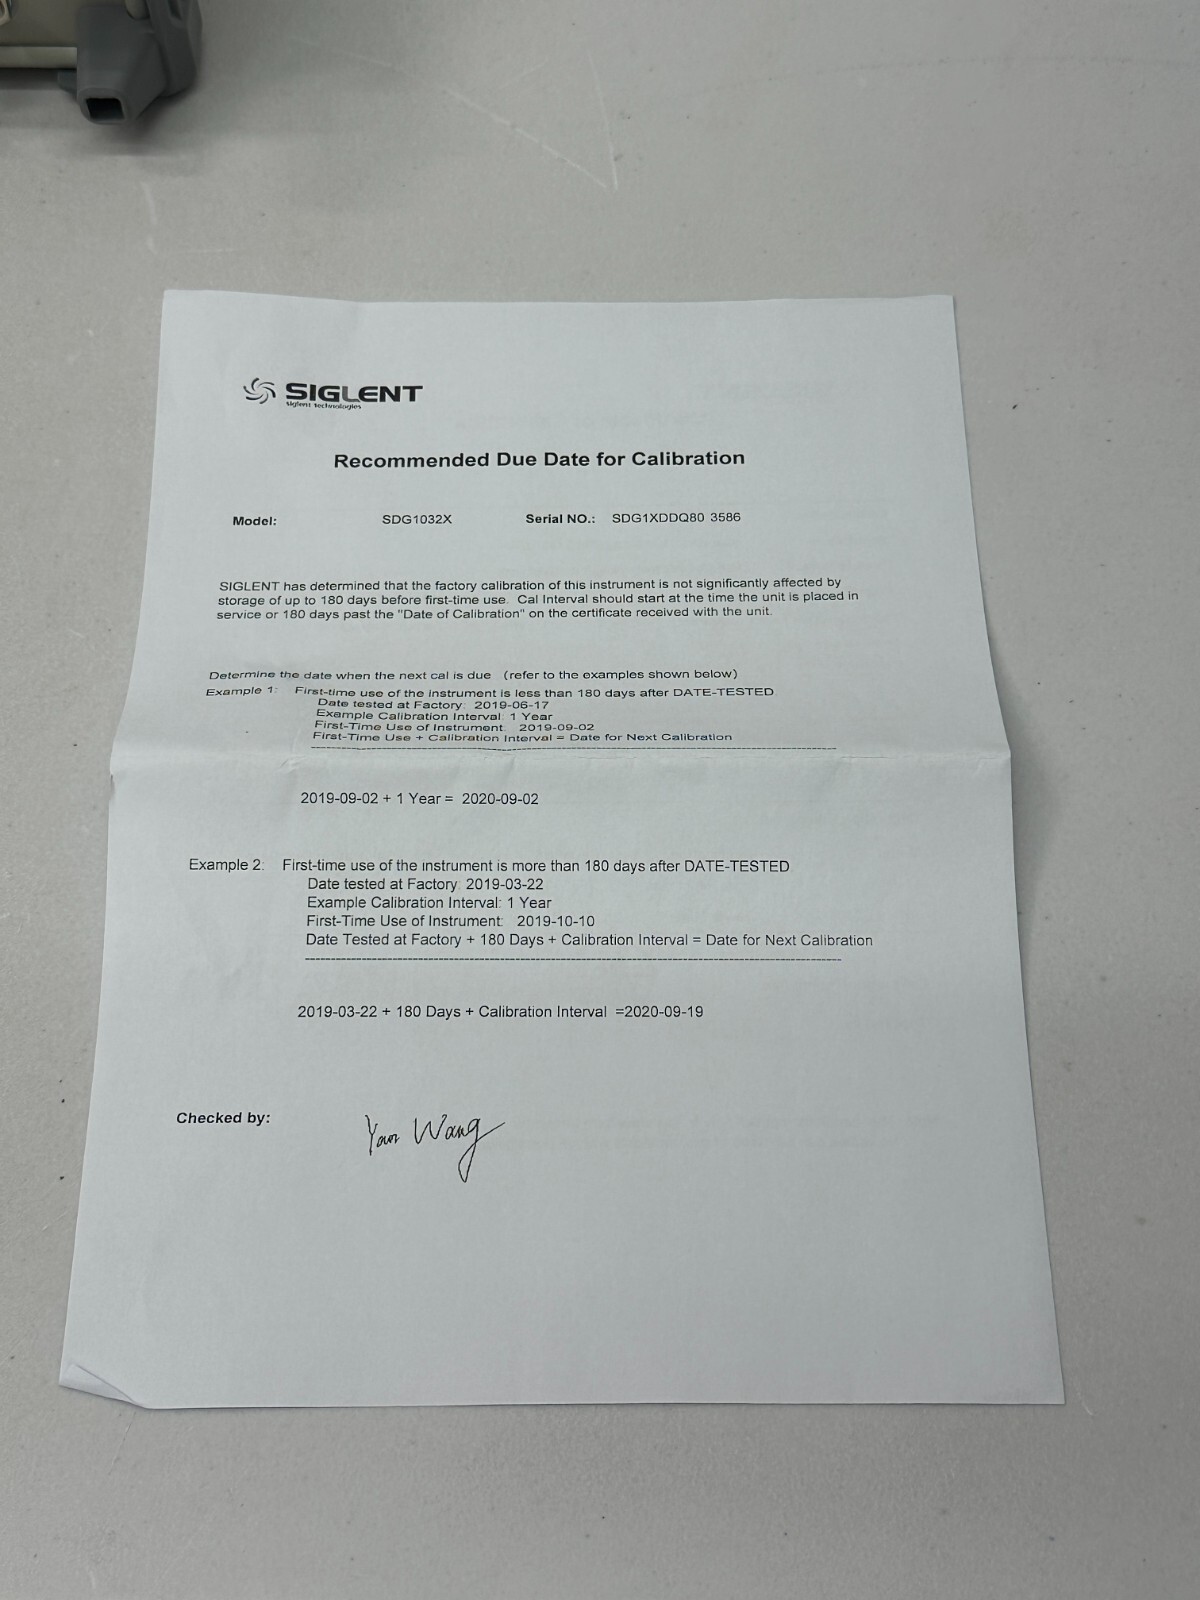 SIGLENT
Siglent Technologies
Recommended Due Date for Calibration
Model: SDG1032X Serial NO.: SDG1XDDQ80 3586
SIGLENT has determined that the factory calibration of this instrument is not significantly affected by
storage of up to 180 days before first-time use. Cal Interval should start at the time the unit is placed in
service or 180 days past the "Date of Calibration" on the certificate received with the unit.
Determine the date when the next cal is due (refer to the examples shown below)
Example 1: First-time use of the instrument is less than 180 days after DATE-TESTED
Date tested at Factory: 2019-06-17
Example Calibration Interval: 1 Year
First-Time Use of Instrument: 2019-09-02
First-Time Use + Calibration Interval = Date for Next Calibration
2019-09-02 + 1 Year = 2020-09-02
Example 2: First-time use of the instrument is more than 180 days after DATE-TESTED
Date tested at Factory: 2019-03-22
Example Calibration Interval: 1 Year
First-Time Use of Instrument: 2019-10-10
Date Tested at Factory + 180 Days + Calibration Interval = Date for Next Calibration
2019-03-22 + 180 Days + Calibration Interval =2020-09-19
Checked by: Wang